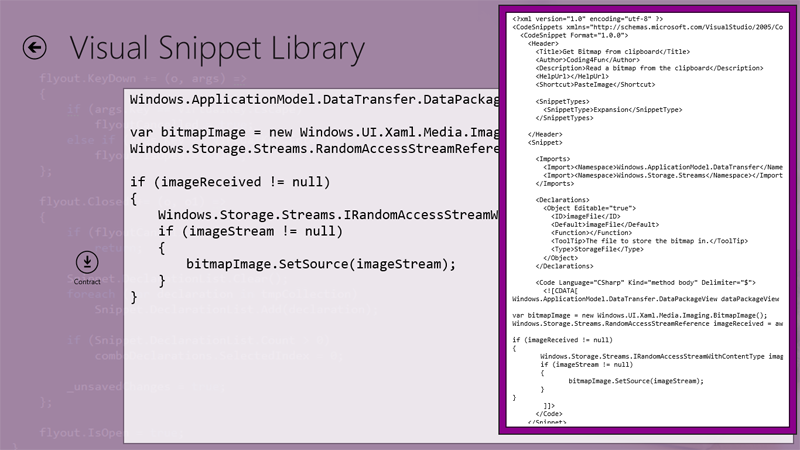 Visual Snippet Library
flyout.KeyDown += (o, args) =>
{
if (args
flyo
else if
flyo
};
flyout.Close
{
if (flyo
retur
}
Contract
Snippet
foreach
Snippet
if (Snippet
_unsavedChanges
};
flyout.IsOpen
Windows.ApplicationModel.DataTransfer.DataPackag
var bitmapImage = new Windows.UI.Xaml.Media.Imag
Windows.Storage.Streams.RandomAccessStreamRefere
if (imageReceived != null)
{
Windows.Storage.Streams.IRandomAccessStreamW
if (imageStream != null)
{
bitmapImage.SetSource(imageStream);
}
}
<?xml version="1.0" encoding="utf-8" ?>
<CodeSnippets xmlns="http://schemas.microsoft.com/VisualStudio/2005/Co
<CodeSnippet Format="1.0.0">
<Header>
<Title>Get Bitmap from clipboard</Title>
<Author>Coding4Fun</Author>
<Description>Read a bitmap from the clipboard</Description>
<HelpUrl></HelpUrl>
<Shortcut>PasteImage</Shortcut>
<SnippetTypes>
<SnippetType>Expansion</SnippetType>
</SnippetTypes>
</Header>
<Snippet>
<Imports>
<Import><Namespace>Windows.ApplicationModel.DataTransfer</Name
<Import><Namespace>Windows.Storage.Streams</Namespace></Import
</Imports>
<Declarations>
<Object Editable="true">
<ID>imageFile</ID>
<Default>imageFile</Default>
<Function></Function>
<ToolTip>The file to store the bitmap in.</ToolTip>
<Type>StorageFile</Type>
</Object>
</Declarations>
<Code Language="CSharp" Kind="method body" Delimiter="$">
<![CDATA[
Windows.ApplicationModel.DataTransfer.DataPackageView dataPackageView
var bitmapImage = new Windows.UI.Xaml.Media.Imaging.BitmapImage();
Windows.Storage.Streams.RandomAccessStreamReference imageReceived = aw
if (imageReceived != null)
{
Windows.Storage.Streams.IRandomAccessStreamWithContentType imag
if (imageStream != null)
{
bitmapImage.SetSource(imageStream);
}
}
]]>
</Code>
</Snippet>